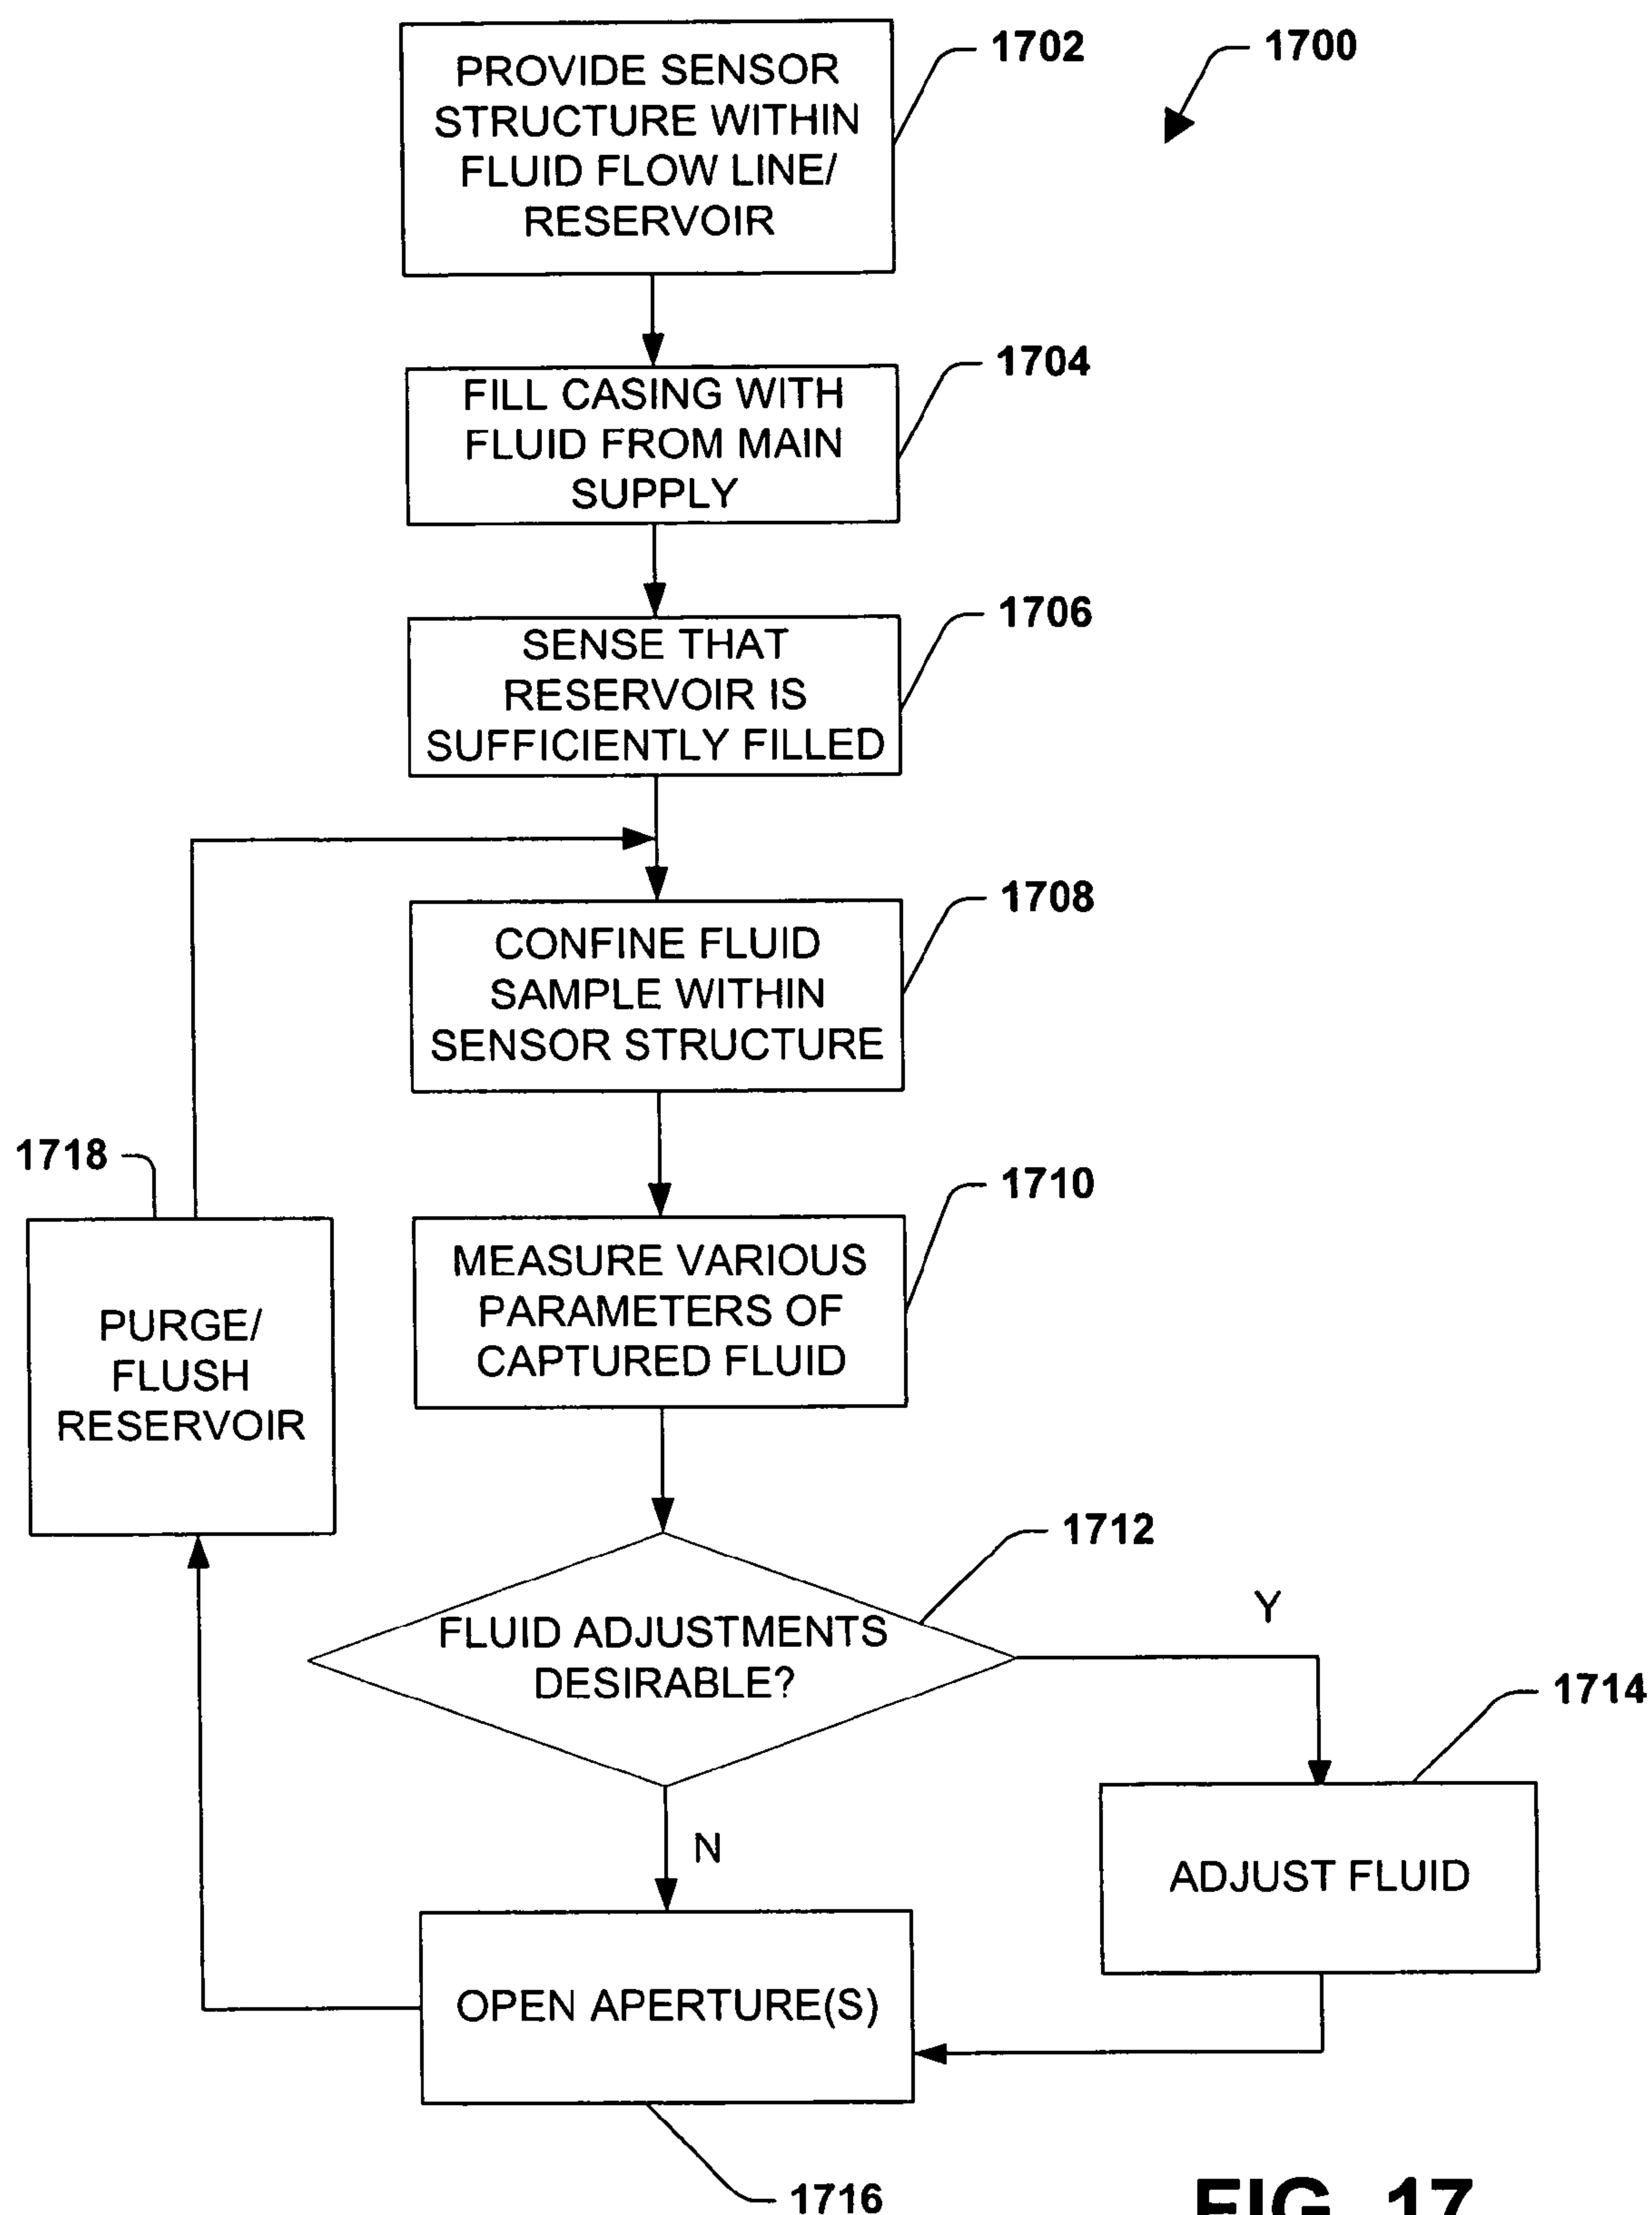 1700
PROVIDE SENSOR
STRUCTURE WITHIN
FLUID FLOW LINE/
RESERVOIR
1702
FILL CASING WITH
FLUID FROM MAIN
SUPPLY
1704
SENSE THAT
RESERVOIR IS
SUFFICIENTLY FILLED
1706
CONFINE FLUID
SAMPLE WITHIN
SENSOR STRUCTURE
1708
MEASURE VARIOUS
PARAMETERS OF
CAPTURED FLUID
1710
FLUID ADJUSTMENTS
DESIRABLE?
1712
Y
N
ADJUST FLUID
1714
OPEN APERTURE(S)
1716
PURGE/
FLUSH
RESERVOIR
1718
FIG. 17